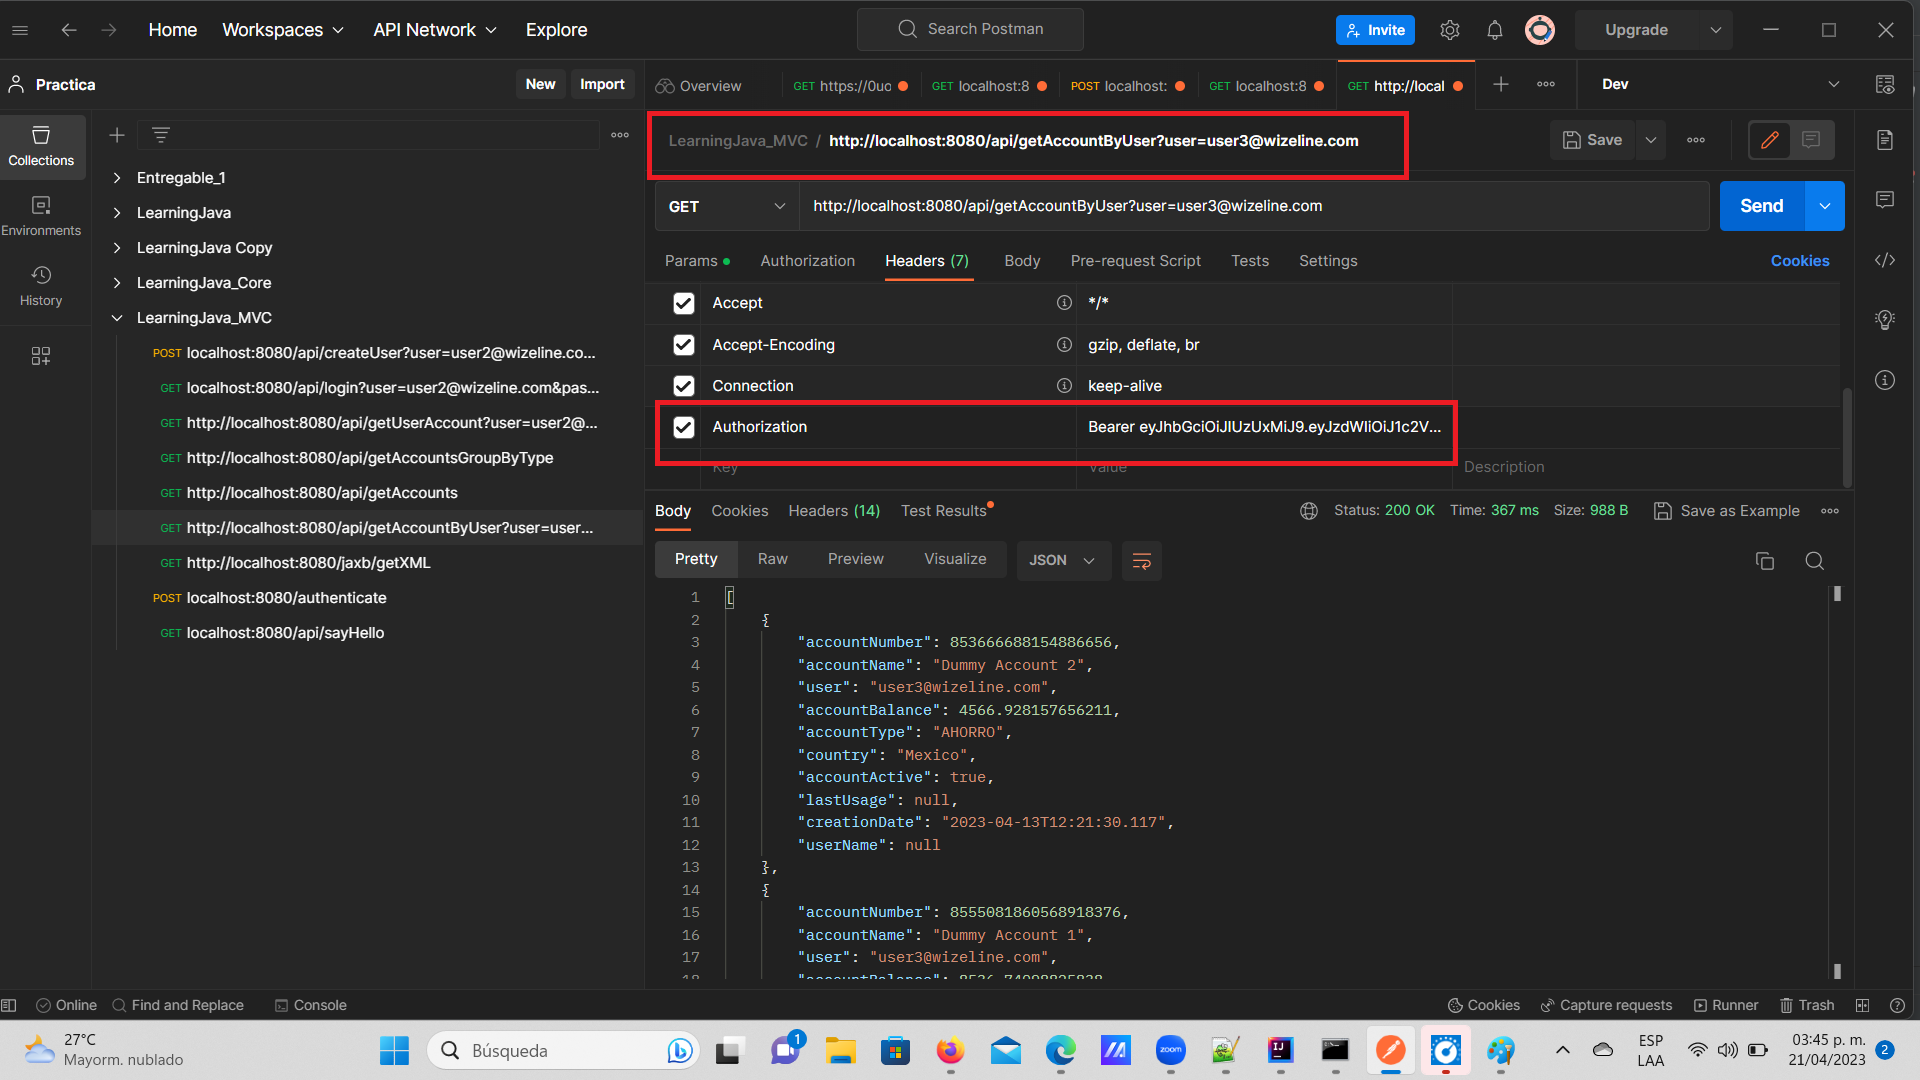 Home
Workspaces
API Network
Explore
Search Postman
Invite
Upgrade
Practica
New
Import
Overview
GET https://0uo
GET localhost:8
POST localhost:
GET localhost:8
GET http://local
Dev
Collections
Environments
History
Entregable_1
LearningJava
LearningJava Copy
LearningJava_Core
LearningJava_MVC
POST localhost:8080/api/createUser?user=user2@wizeline.co...
GET localhost:8080/api/login?user=user2@wizeline.com&pas...
GET http://localhost:8080/api/getUserAccount?user=user2@...
GET http://localhost:8080/api/getAccountsGroupByType
GET http://localhost:8080/api/getAccounts
GET http://localhost:8080/api/getAccountByUser?user=user...
GET http://localhost:8080/jaxb/getXML
POST localhost:8080/authenticate
GET localhost:8080/api/sayHello
LearningJava_MVC / http://localhost:8080/api/getAccountByUser?user=user3@wizeline.com
Save
GET http://localhost:8080/api/getAccountByUser?user=user3@wizeline.com
Send
Params
Authorization
Headers (7)
Body
Pre-request Script
Tests
Settings
Cookies
Accept */*
Accept-Encoding gzip, deflate, br
Connection keep-alive
Authorization Bearer eyJhbGciOiJIUzUxMiJ9.eyJzdWIiOiJ1c2V...
Key Value Description
Body
Cookies
Headers (14)
Test Results
Status: 200 OK
Time: 367 ms
Size: 988 B
Save as Example
Pretty
Raw
Preview
Visualize
JSON
1 [
2 {
3 "accountNumber": 853666688154886656,
4 "accountName": "Dummy Account 2",
5 "user": "user3@wizeline.com",
6 "accountBalance": 4566.928157656211,
7 "accountType": "AHORRO",
8 "country": "Mexico",
9 "accountActive": true,
10 "lastUsage": null,
11 "creationDate": "2023-04-13T12:21:30.117",
12 "userName": null
13 },
14 {
15 "accountNumber": 8555081860568918376,
16 "accountName": "Dummy Account 1",
17 "user": "user3@wizeline.com",
18 "accountBalance":
Online
Find and Replace
Console
Cookies
Capture requests
Runner
Trash
27°C
Mayorm. nublado
Búsqueda
1
zoom
IJ
ESP
LAA
03:45 p. m.
21/04/2023
2